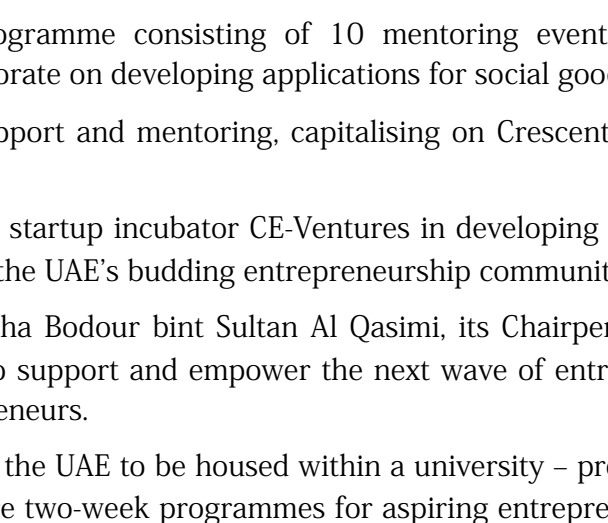 ogramme consisting of 10 mentoring event
orate on developing applications for social goo
pport and mentoring, capitalising on Crescent
startup incubator CE-Ventures in developing
the UAE's budding entrepreneurship communit
ha Bodour bint Sultan Al Qasimi, its Chairper
o support and empower the next wave of entr
eneurs.
the UAE to be housed within a university – pr
e two-week programmes for aspiring entrepre